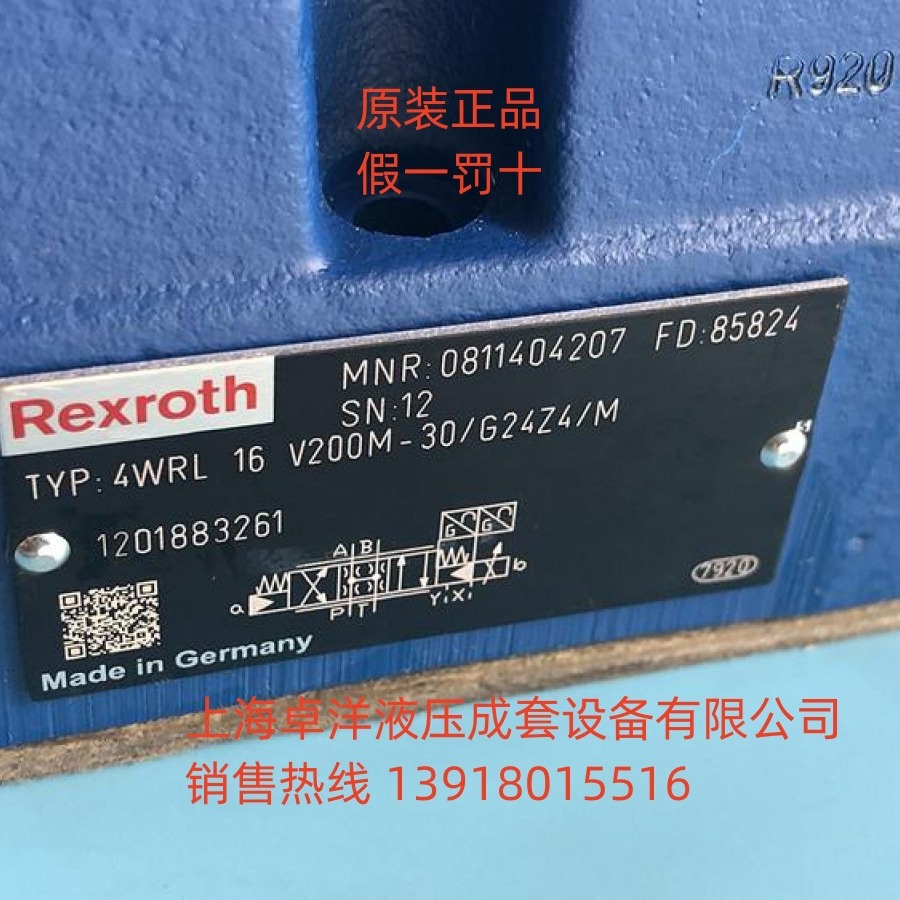 R920
原装正品
假一罚十
Rexroth
MNR:0811404207 FD:85824
SN:12
TYP:4WRL 16 V200M-30/G24Z4/M
1201883261
G G
A B
a b
P T Y X
7920
Made in Germany
上海卓洋液压成套设备有限公司
销售热线 13918015516